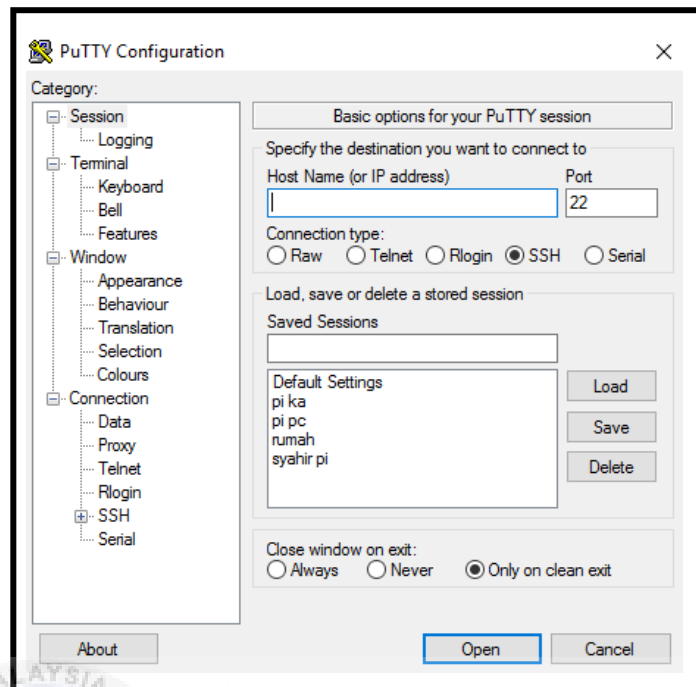 PuTTY Configuration
Category:
Session
Logging
Terminal
Keyboard
Bell
Features
Window
Appearance
Behaviour
Translation
Selection
Colours
Connection
Data
Proxy
Telnet
Rlogin
SSH
Serial
Basic options for your PuTTY session
Specify the destination you want to connect to
Host Name (or IP address) Port
22
Connection type:
Raw Telnet Rlogin SSH Serial
Load, save or delete a stored session
Saved Sessions
Default Settings
pi ka
pi pc
rumah
syahir pi
Load
Save
Delete
Close window on exit:
Always Never Only on clean exit
About Open Cancel